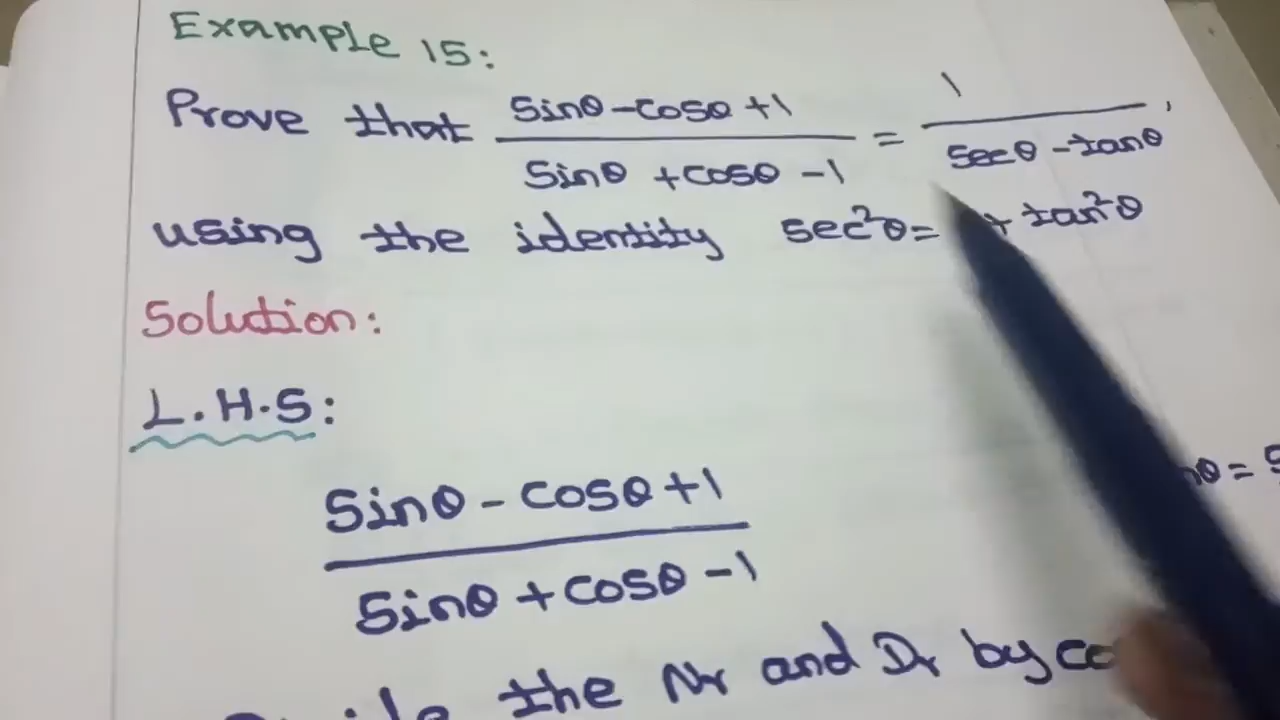 Example 15:
Prove that (Sinθ - Cosθ + 1)/(Sinθ + Cosθ - 1) = 1/(Secθ - tanθ),
using the identity Sec²θ = + tan²θ
Solution:
L.H.S:
(Sinθ - Cosθ + 1)/(Sinθ + Cosθ - 1)
θ =
the Nr and Dr by